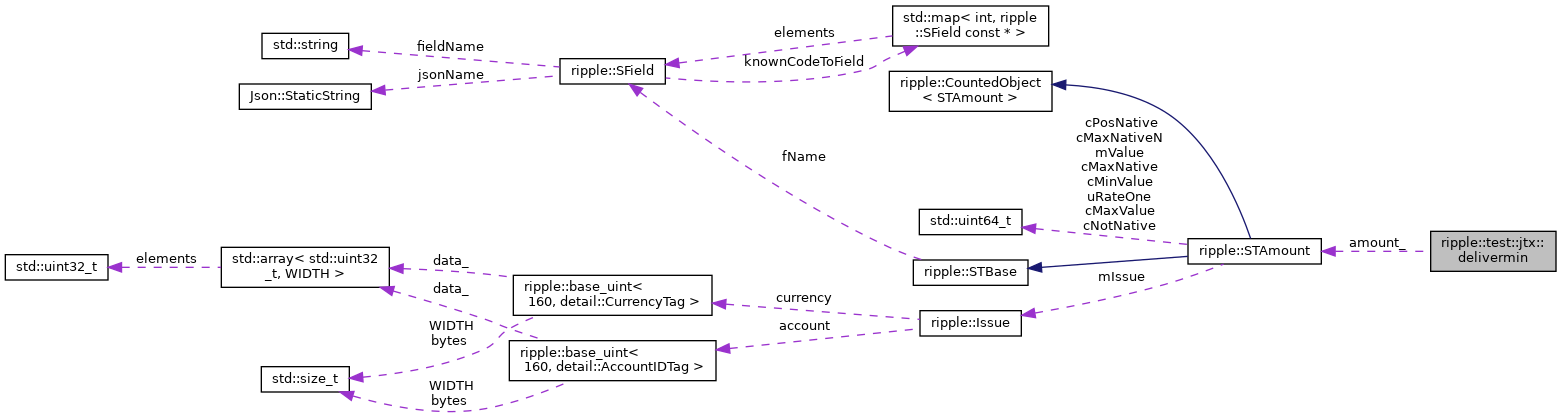 std::map< int, ripple
::SField const * >
elements
std::string
fieldName
knownCodeToField
ripple::SField
jsonName
Json::StaticString
ripple::CountedObject
< STAmount >
cPosNative
cMaxNativeN
mValue
cMaxNative
cMinValue
uRateOne
cMaxValue
cNotNative
fName
std::uint64_t
ripple::test::jtx::
delivermin
amount_
ripple::STAmount
std::array< std::uint32
_t, WIDTH >
elements
std::uint32_t
data_
ripple::STBase
mIssue
ripple::base_uint<
160, detail::CurrencyTag >
data_
currency
ripple::Issue
account
WIDTH
bytes
ripple::base_uint<
160, detail::AccountIDTag >
std::size_t
WIDTH
bytes